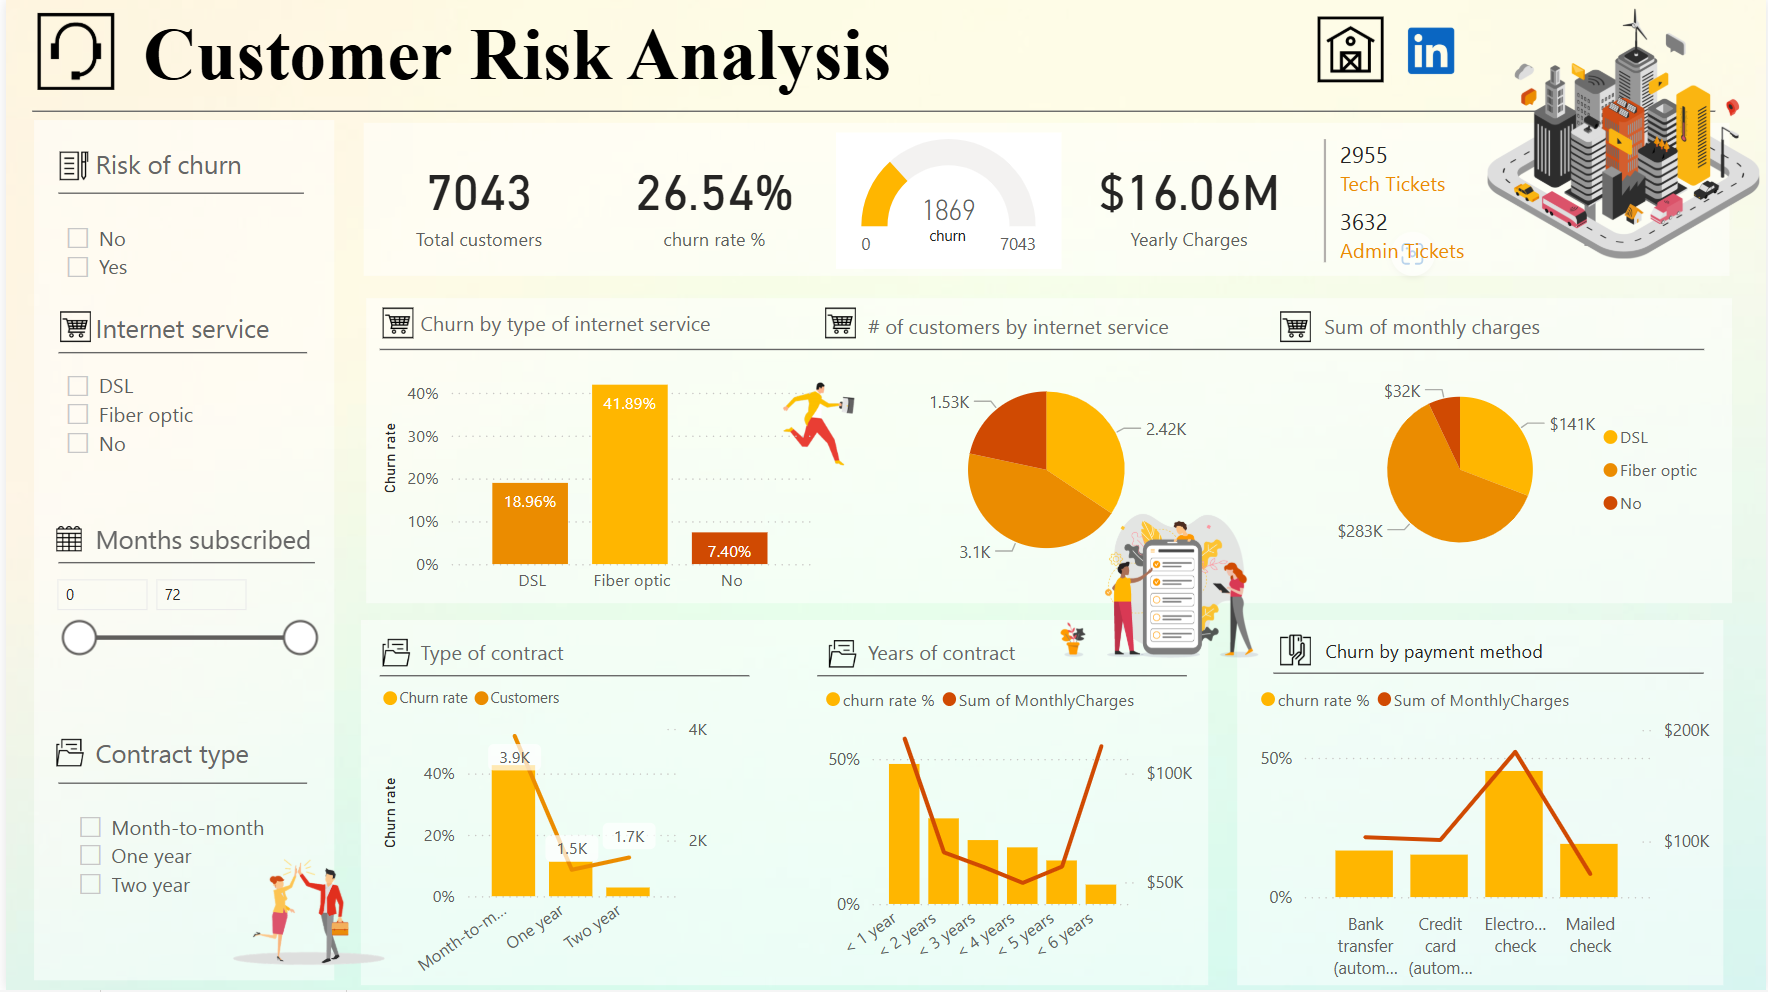 Customer Risk Analysis
in
Risk of churn
No
Yes
Internet service
DSL
Fiber optic
No
Months subscribed
0
72
Contract type
Month-to-month
One year
Two year
7043
Total customers
26.54%
churn rate %
1869
churn
0
7043
$16.06M
Yearly Charges
2955
Tech Tickets
3632
Admin Tickets
Churn by type of internet service
Churn rate
40%
30%
20%
10%
0%
41.89%
18.96%
7.40%
DSL
Fiber optic
No
# of customers by internet service
1.53K
2.42K
3.1K
Sum of monthly charges
$32K
$141K
$283K
DSL
Fiber optic
No
Type of contract
Churn rate
Customers
Churn rate
40%
20%
0%
4K
2K
3.9K
1.5K
1.7K
Month-to-m...
One year
Two year
Years of contract
churn rate %
Sum of MonthlyCharges
50%
0%
$100K
$50K
< 1 year
< 2 years
< 3 years
< 4 years
< 5 years
< 6 years
Churn by payment method
churn rate %
Sum of MonthlyCharges
50%
0%
$200K
$100K
Bank
transfer
(autom...
Credit
card
(autom...
Electro...
check
Mailed
check